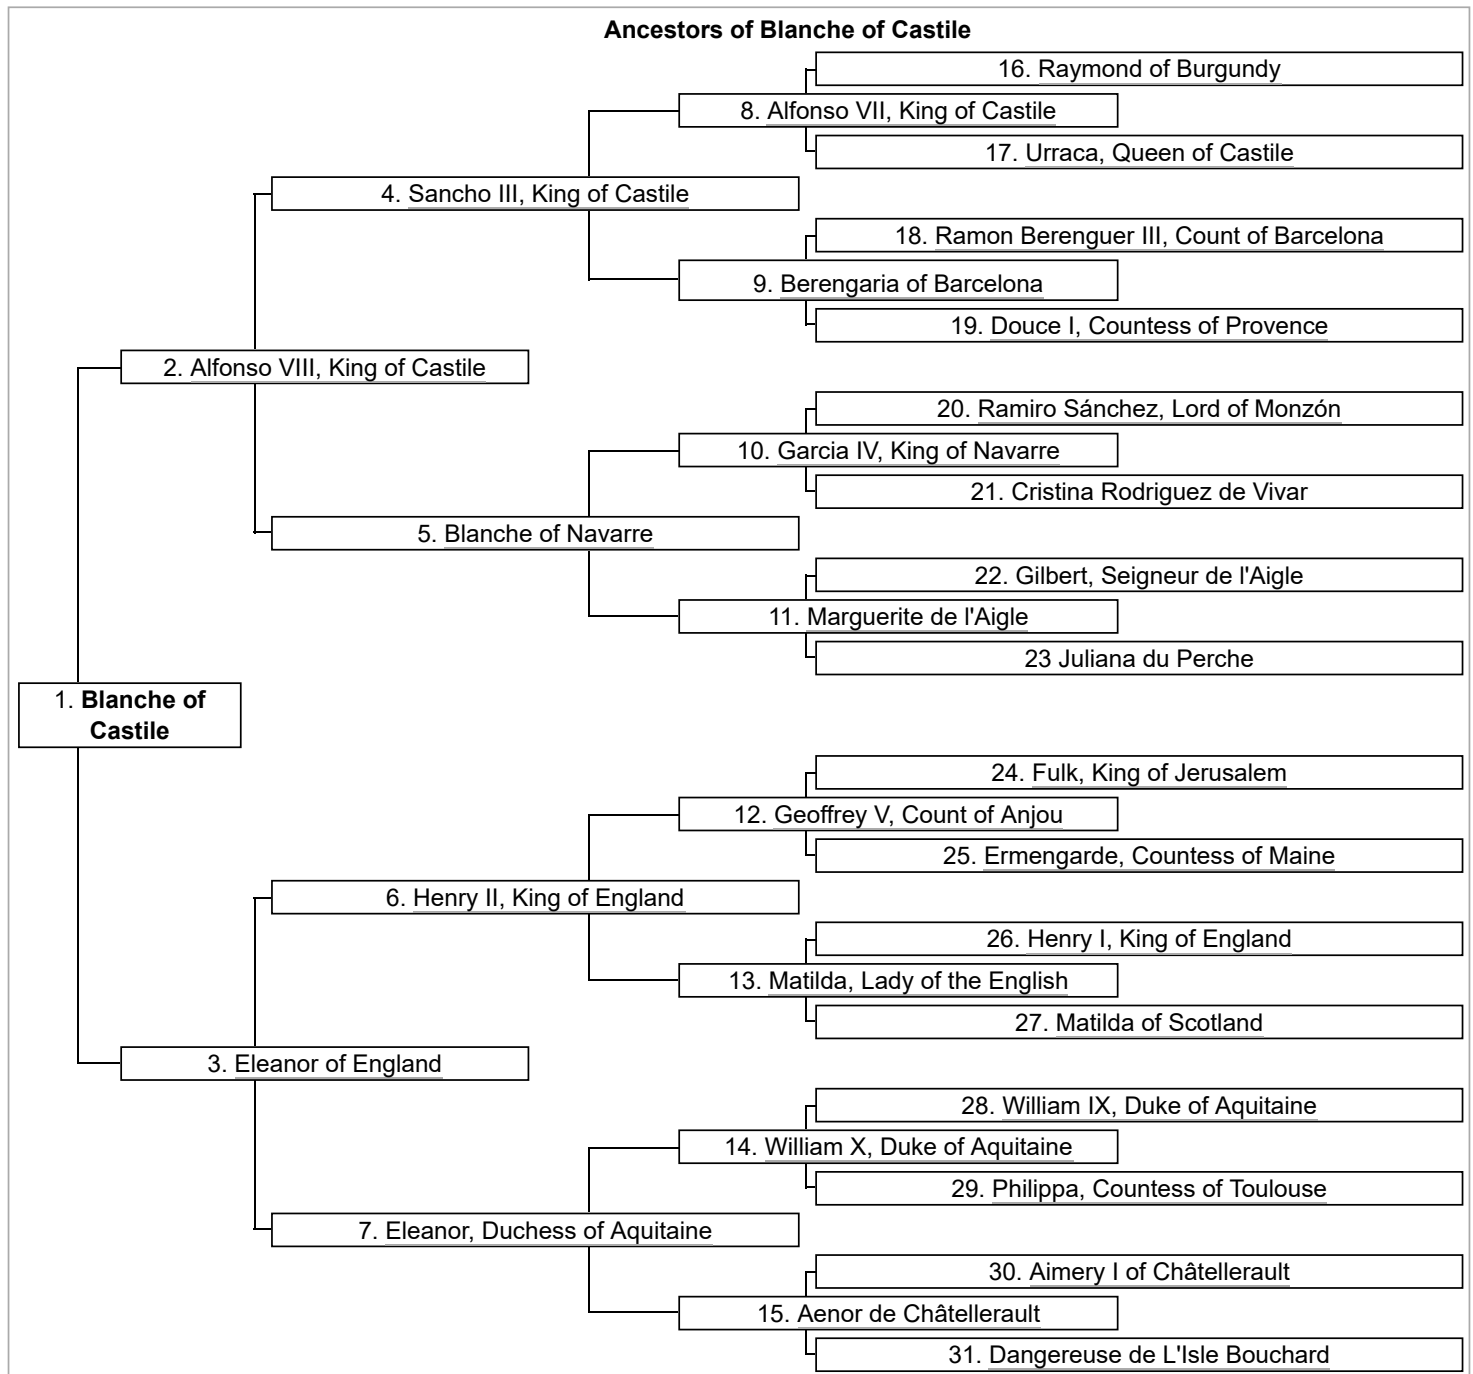 Ancestors of Blanche of Castile
16. Raymond of Burgundy
8. Alfonso VII, King of Castile
17. Urraca, Queen of Castile
4. Sancho III, King of Castile
18. Ramon Berenguer III, Count of Barcelona
9. Berengaria of Barcelona
19. Douce I, Countess of Provence
2. Alfonso VIII, King of Castile
20. Ramiro Sánchez, Lord of Monzón
10. Garcia IV, King of Navarre
21. Cristina Rodriguez de Vivar
5. Blanche of Navarre
22. Gilbert, Seigneur de l'Aigle
11. Marguerite de l'Aigle
23 Juliana du Perche
1. Blanche of
Castile
24. Fulk, King of Jerusalem
12. Geoffrey V, Count of Anjou
25. Ermengarde, Countess of Maine
6. Henry II, King of England
26. Henry I, King of England
13. Matilda, Lady of the English
27. Matilda of Scotland
3. Eleanor of England
28. William IX, Duke of Aquitaine
14. William X, Duke of Aquitaine
29. Philippa, Countess of Toulouse
7. Eleanor, Duchess of Aquitaine
30. Aimery I of Châtellerault
15. Aenor de Châtellerault
31. Dangereuse de L'Isle Bouchard